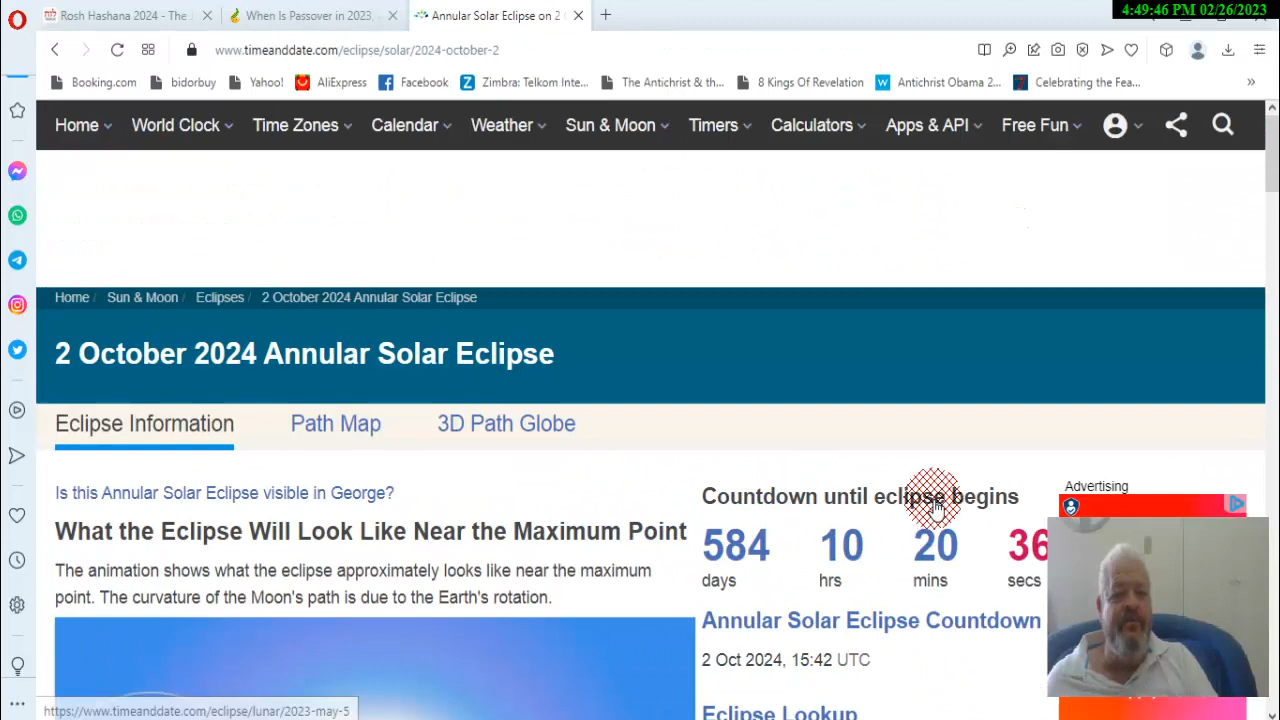 4:49:46 PM 02/26/2023
Rosh Hashana 2024 - The J
When Is Passover in 2023,
Annular Solar Eclipse on 2
www.timeanddate.com/eclipse/solar/2024-october-2
Booking.com bidorbuy Yahoo! AliExpress Facebook Zimbra: Telkom Inte... The Antichrist & th... 8 Kings Of Revelation Antichrist Obama 2... Celebrating the Fea... »
Home World Clock Time Zones Calendar Weather Sun & Moon Timers Calculators Apps & API Free Fun
Home / Sun & Moon / Eclipses / 2 October 2024 Annular Solar Eclipse
2 October 2024 Annular Solar Eclipse
Eclipse Information Path Map 3D Path Globe
Is this Annular Solar Eclipse visible in George?
What the Eclipse Will Look Like Near the Maximum Point
The animation shows what the eclipse approximately looks like near the maximum
point. The curvature of the Moon's path is due to the Earth's rotation.
Countdown until eclipse begins
584 10 20 36
days hrs mins secs
Annular Solar Eclipse Countdown
2 Oct 2024, 15:42 UTC
Eclipse Lookup
Advertising
https://www.timeanddate.com/eclipse/lunar/2023-may-5